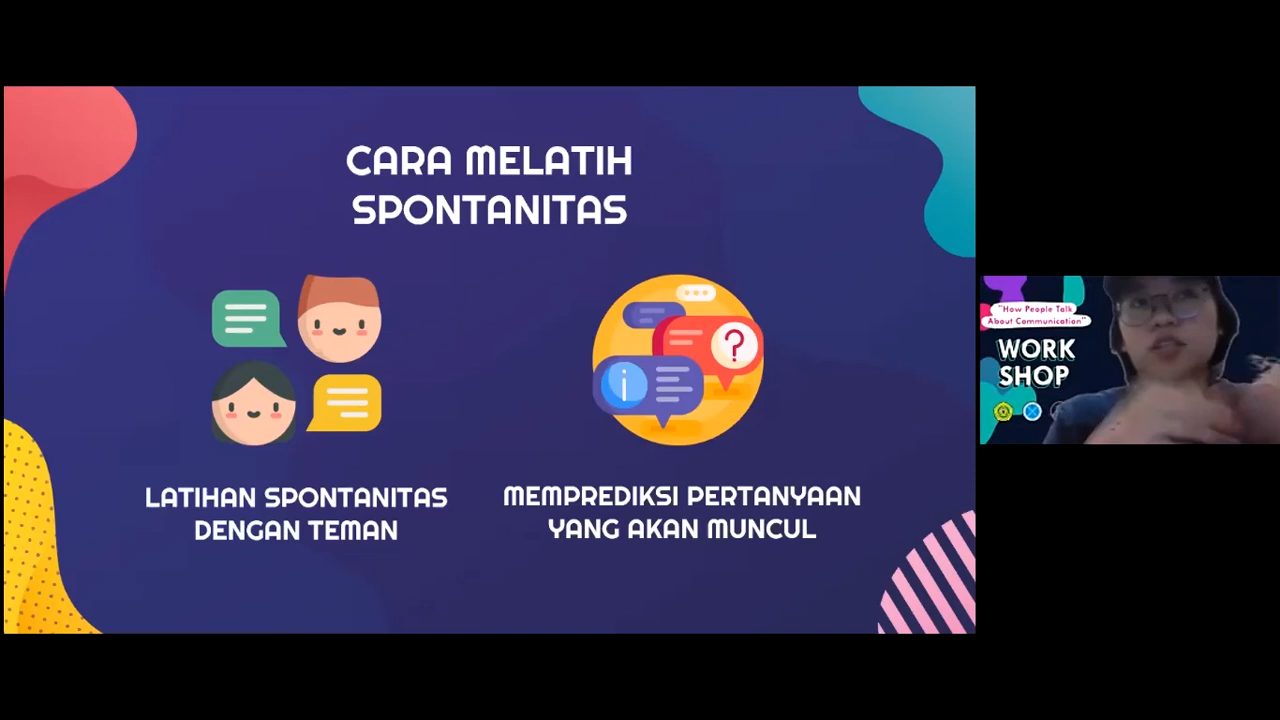 CARA MELATIH
SPONTANITAS
LATIHAN SPONTANITAS
DENGAN TEMAN
MEMPREDIKSI PERTANYAAN
YANG AKAN MUNCUL
"How People Talk
About Communication"
WORK
SHOP